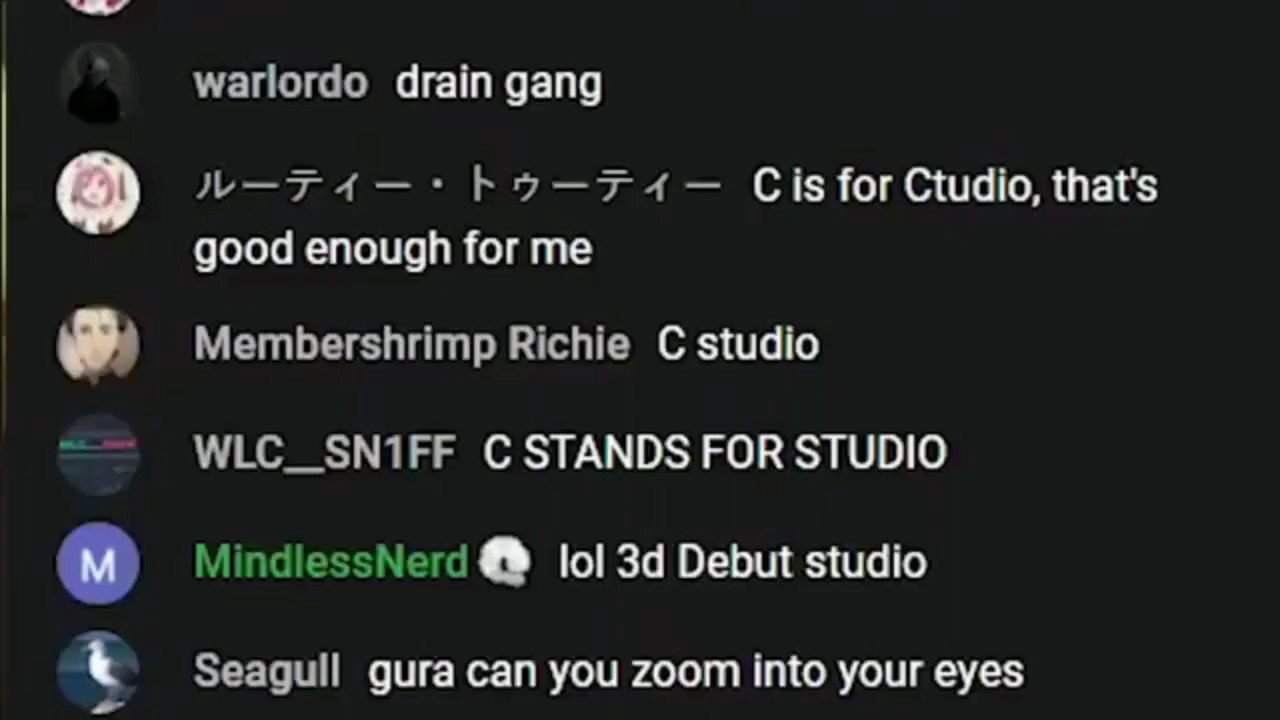 warlordo drain gang
ルーティー・トゥーティー C is for Ctudio, that's
good enough for me
Membershrimp Richie C studio
WLC__SN1FF C STANDS FOR STUDIO
M MindlessNerd lol 3d Debut studio
Seagull gura can you zoom into your eyes